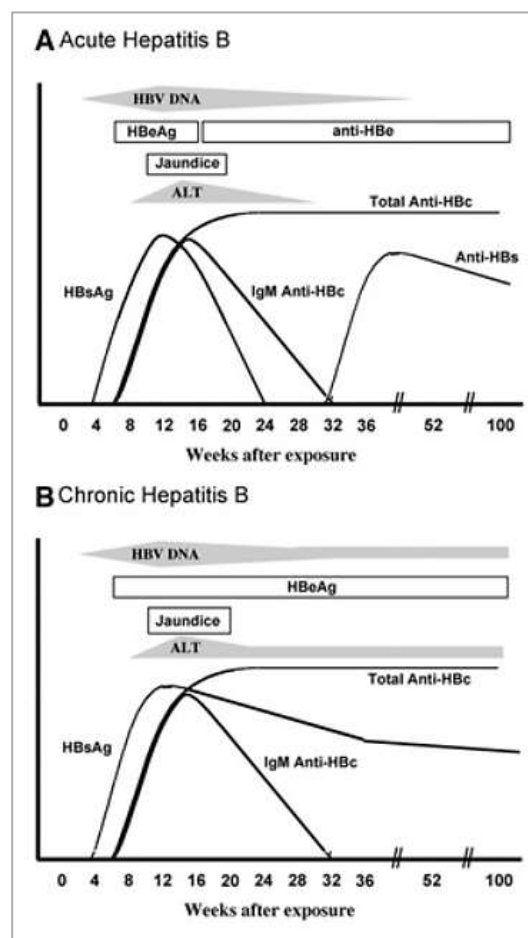 A Acute Hepatitis B
HBV DNA
HBeAg
anti-HBe
Jaundice
ALT
Total Anti-HBc
Anti-HBs
HBsAg
IgM Anti-HBc
0 4 8 12 16 20 24 28 32 36 52 100
Weeks after exposure
B Chronic Hepatitis B
HBV DNA
HBeAg
Jaundice
ALT
Total Anti-HBc
HBsAg
IgM Anti-HBc
0 4 8 12 16 20 24 28 32 36 52 100
Weeks after exposure